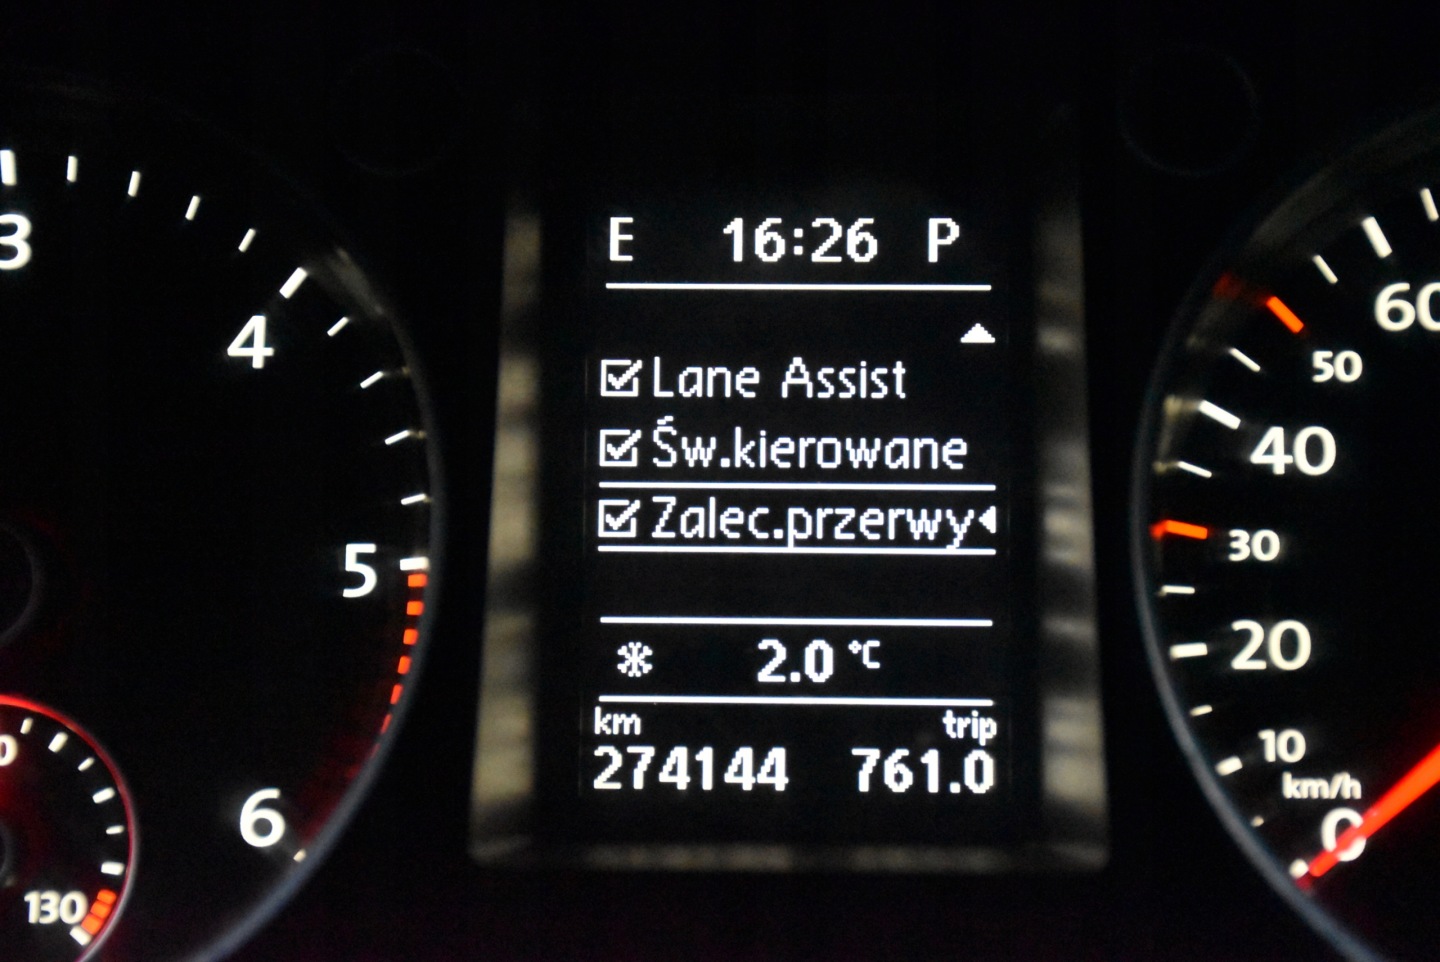 E 16:26 P
Lane Assist
Św.kierowane
Zalec.przerwy
2.0 °C
km trip
274144 761.0
3
4
5
6
130
60
50
40
30
20
10
km/h
0